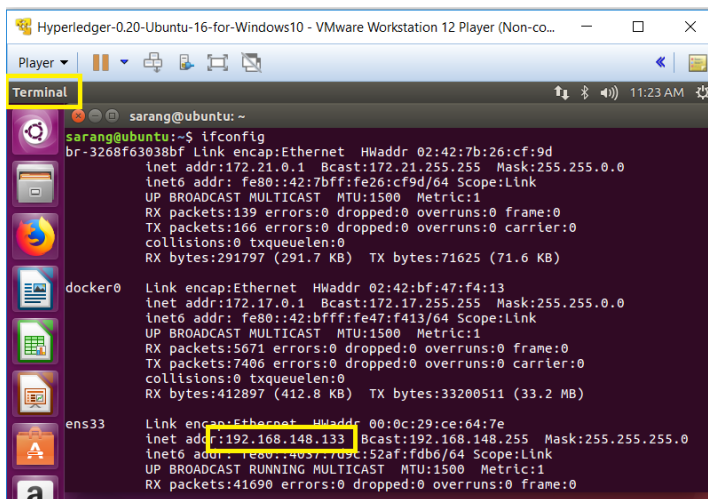 Hyperledger-0.20-Ubuntu-16-for-Windows10 - VMware Workstation 12 Player (Non-co...
Player
Terminal 11:23 AM
sarang@ubuntu: ~
sarang@ubuntu:~$ ifconfig
br-3268f63038bf Link encap:Ethernet HWaddr 02:42:7b:26:cf:9d
inet addr:172.21.0.1 Bcast:172.21.255.255 Mask:255.255.0.0
inet6 addr: fe80::42:7bff:fe26:cf9d/64 Scope:Link
UP BROADCAST MULTICAST MTU:1500 Metric:1
RX packets:139 errors:0 dropped:0 overruns:0 frame:0
TX packets:166 errors:0 dropped:0 overruns:0 carrier:0
collisions:0 txqueuelen:0
RX bytes:291797 (291.7 KB) TX bytes:71625 (71.6 KB)
docker0 Link encap:Ethernet HWaddr 02:42:bf:47:f4:13
inet addr:172.17.0.1 Bcast:172.17.255.255 Mask:255.255.0.0
inet6 addr: fe80::42:bfff:fe47:f413/64 Scope:Link
UP BROADCAST MULTICAST MTU:1500 Metric:1
RX packets:5671 errors:0 dropped:0 overruns:0 frame:0
TX packets:7406 errors:0 dropped:0 overruns:0 carrier:0
collisions:0 txqueuelen:0
RX bytes:412897 (412.8 KB) TX bytes:33200511 (33.2 MB)
ens33 Link encap:Ethernet HWaddr 00:0c:29:ce:64:7e
inet addr:192.168.148.133 Bcast:192.168.148.255 Mask:255.255.255.0
inet6 addr: Scope:Link
UP BROADCAST RUNNING MULTICAST MTU:1500 Metric:1
RX packets:41690 errors:0 dropped:0 overruns:0 frame:0